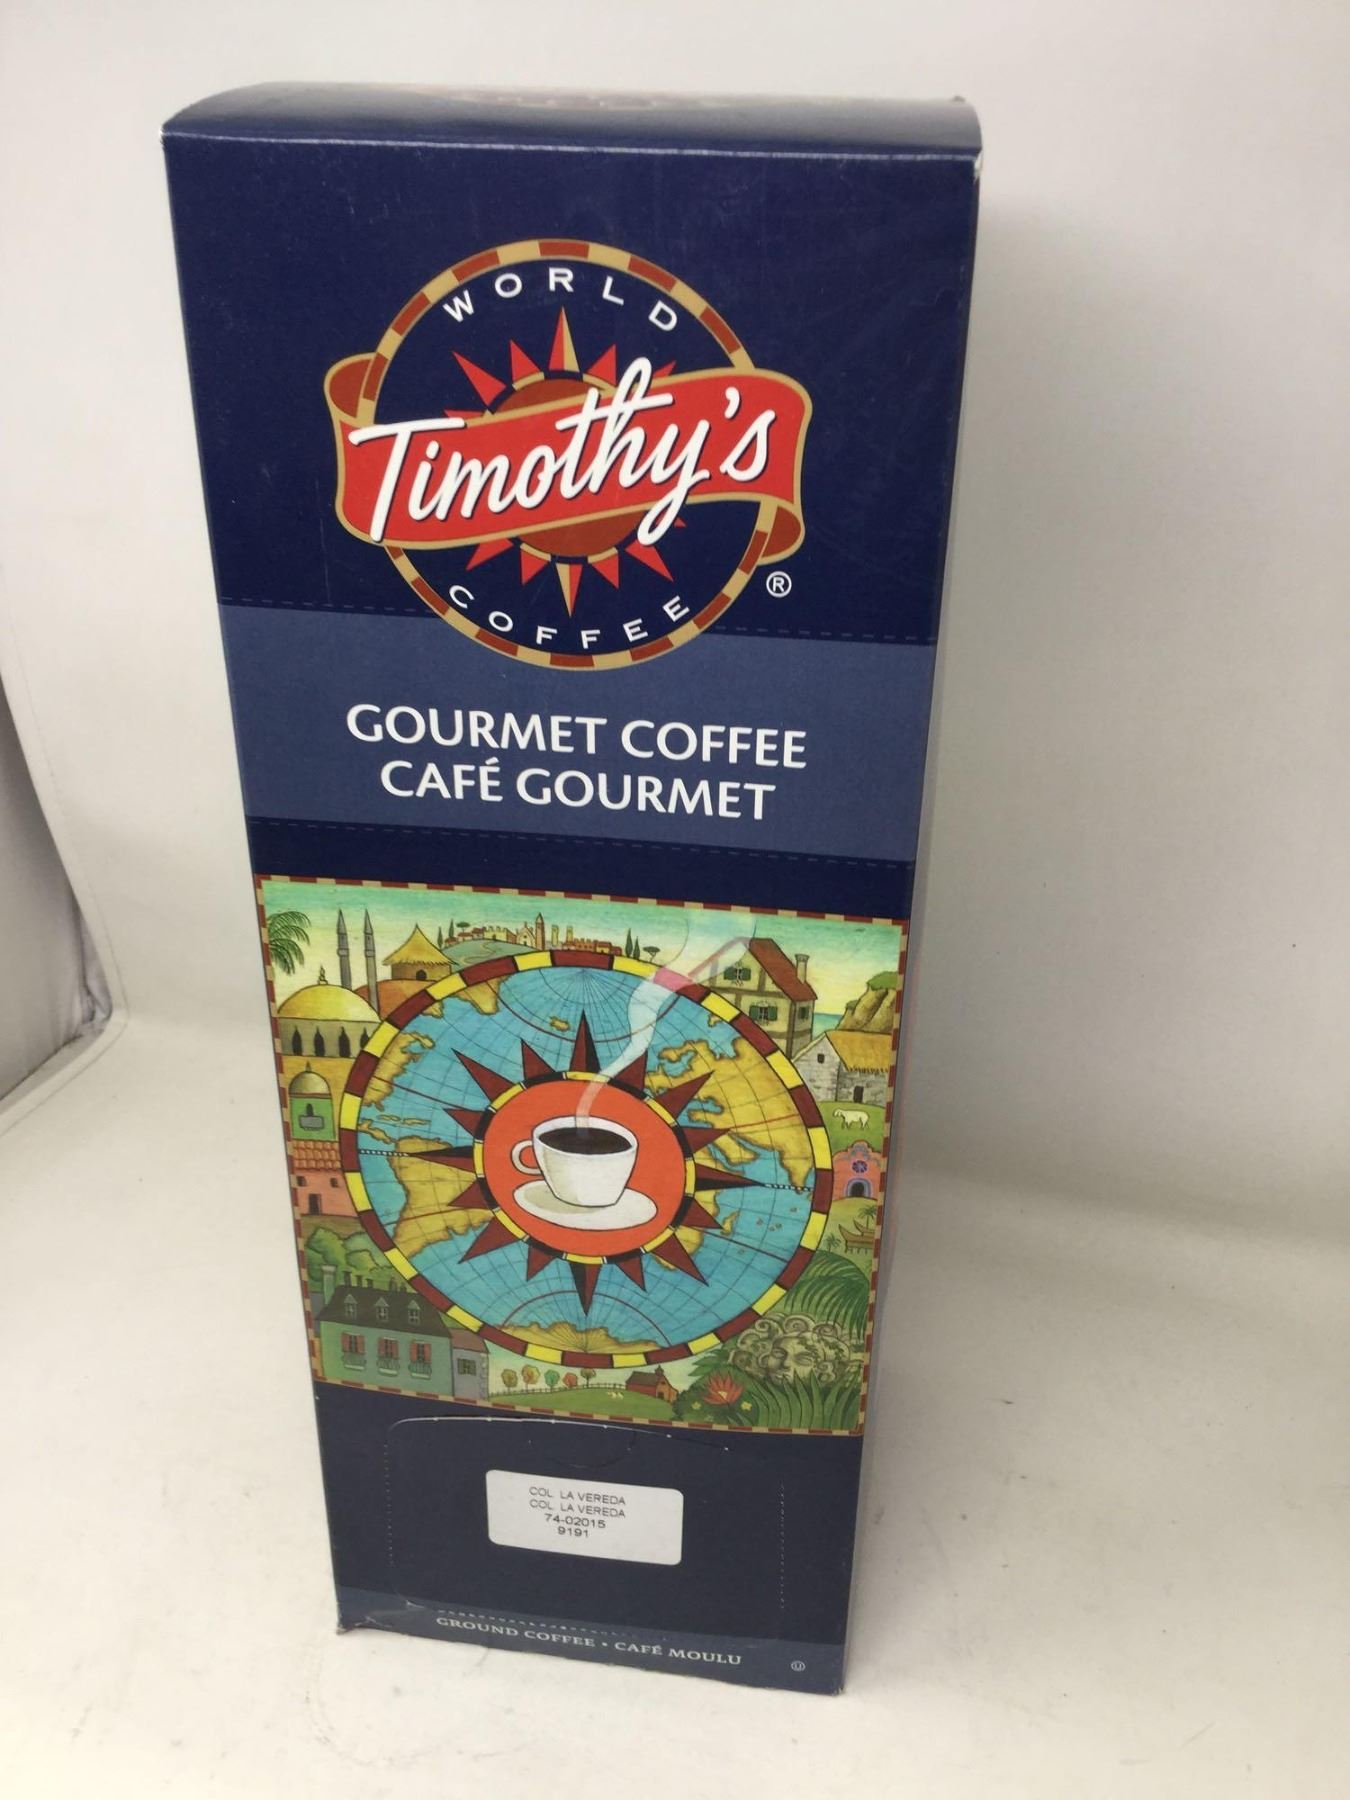 WORLD
Timothy's
COFFEE
®
GOURMET COFFEE
CAFÉ GOURMET
COL LA VEREDA
COL LA VEREDA
74-02015
9191
GROUND COFFEE • CAFÉ MOULU
U